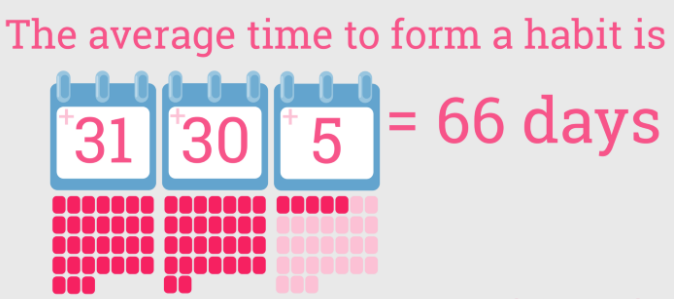 The average time to form a habit is
+31 +30 +5 = 66 days